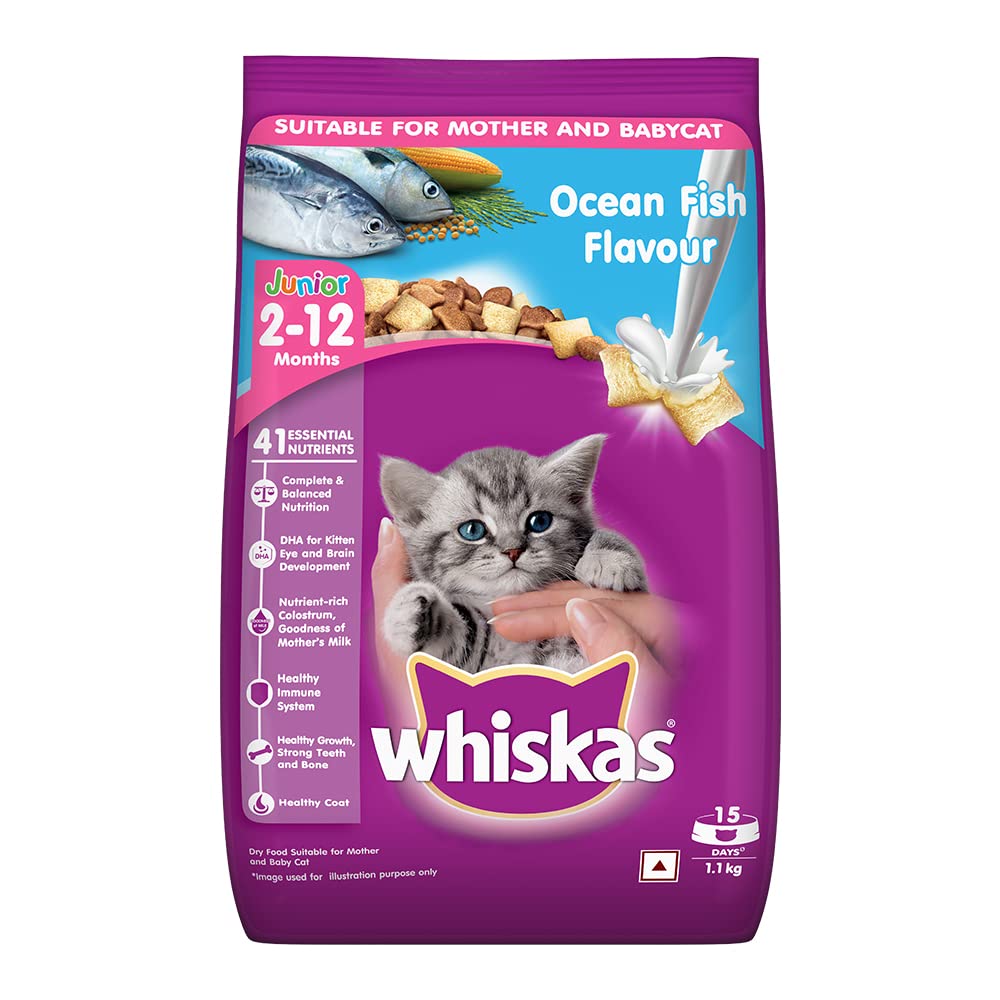 SUITABLE FOR MOTHER AND BABYCAT
Ocean Fish
Flavour
Junior
2-12
Months
41 ESSENTIAL
NUTRIENTS
Complete &
Balanced
Nutrition
DHA
DHA for Kitten
Eye and Brain
Development
Nutrient-rich
Colostrum,
Goodness of
Mother's Milk
Healthy
Immune
System
Healthy Growth,
Strong Teeth
and Bone
Healthy Coat
whiskas®
Dry Food Suitable for Mother
and Baby Cat
*Image used for illustration purpose only
15
DAYS
1.1 kg